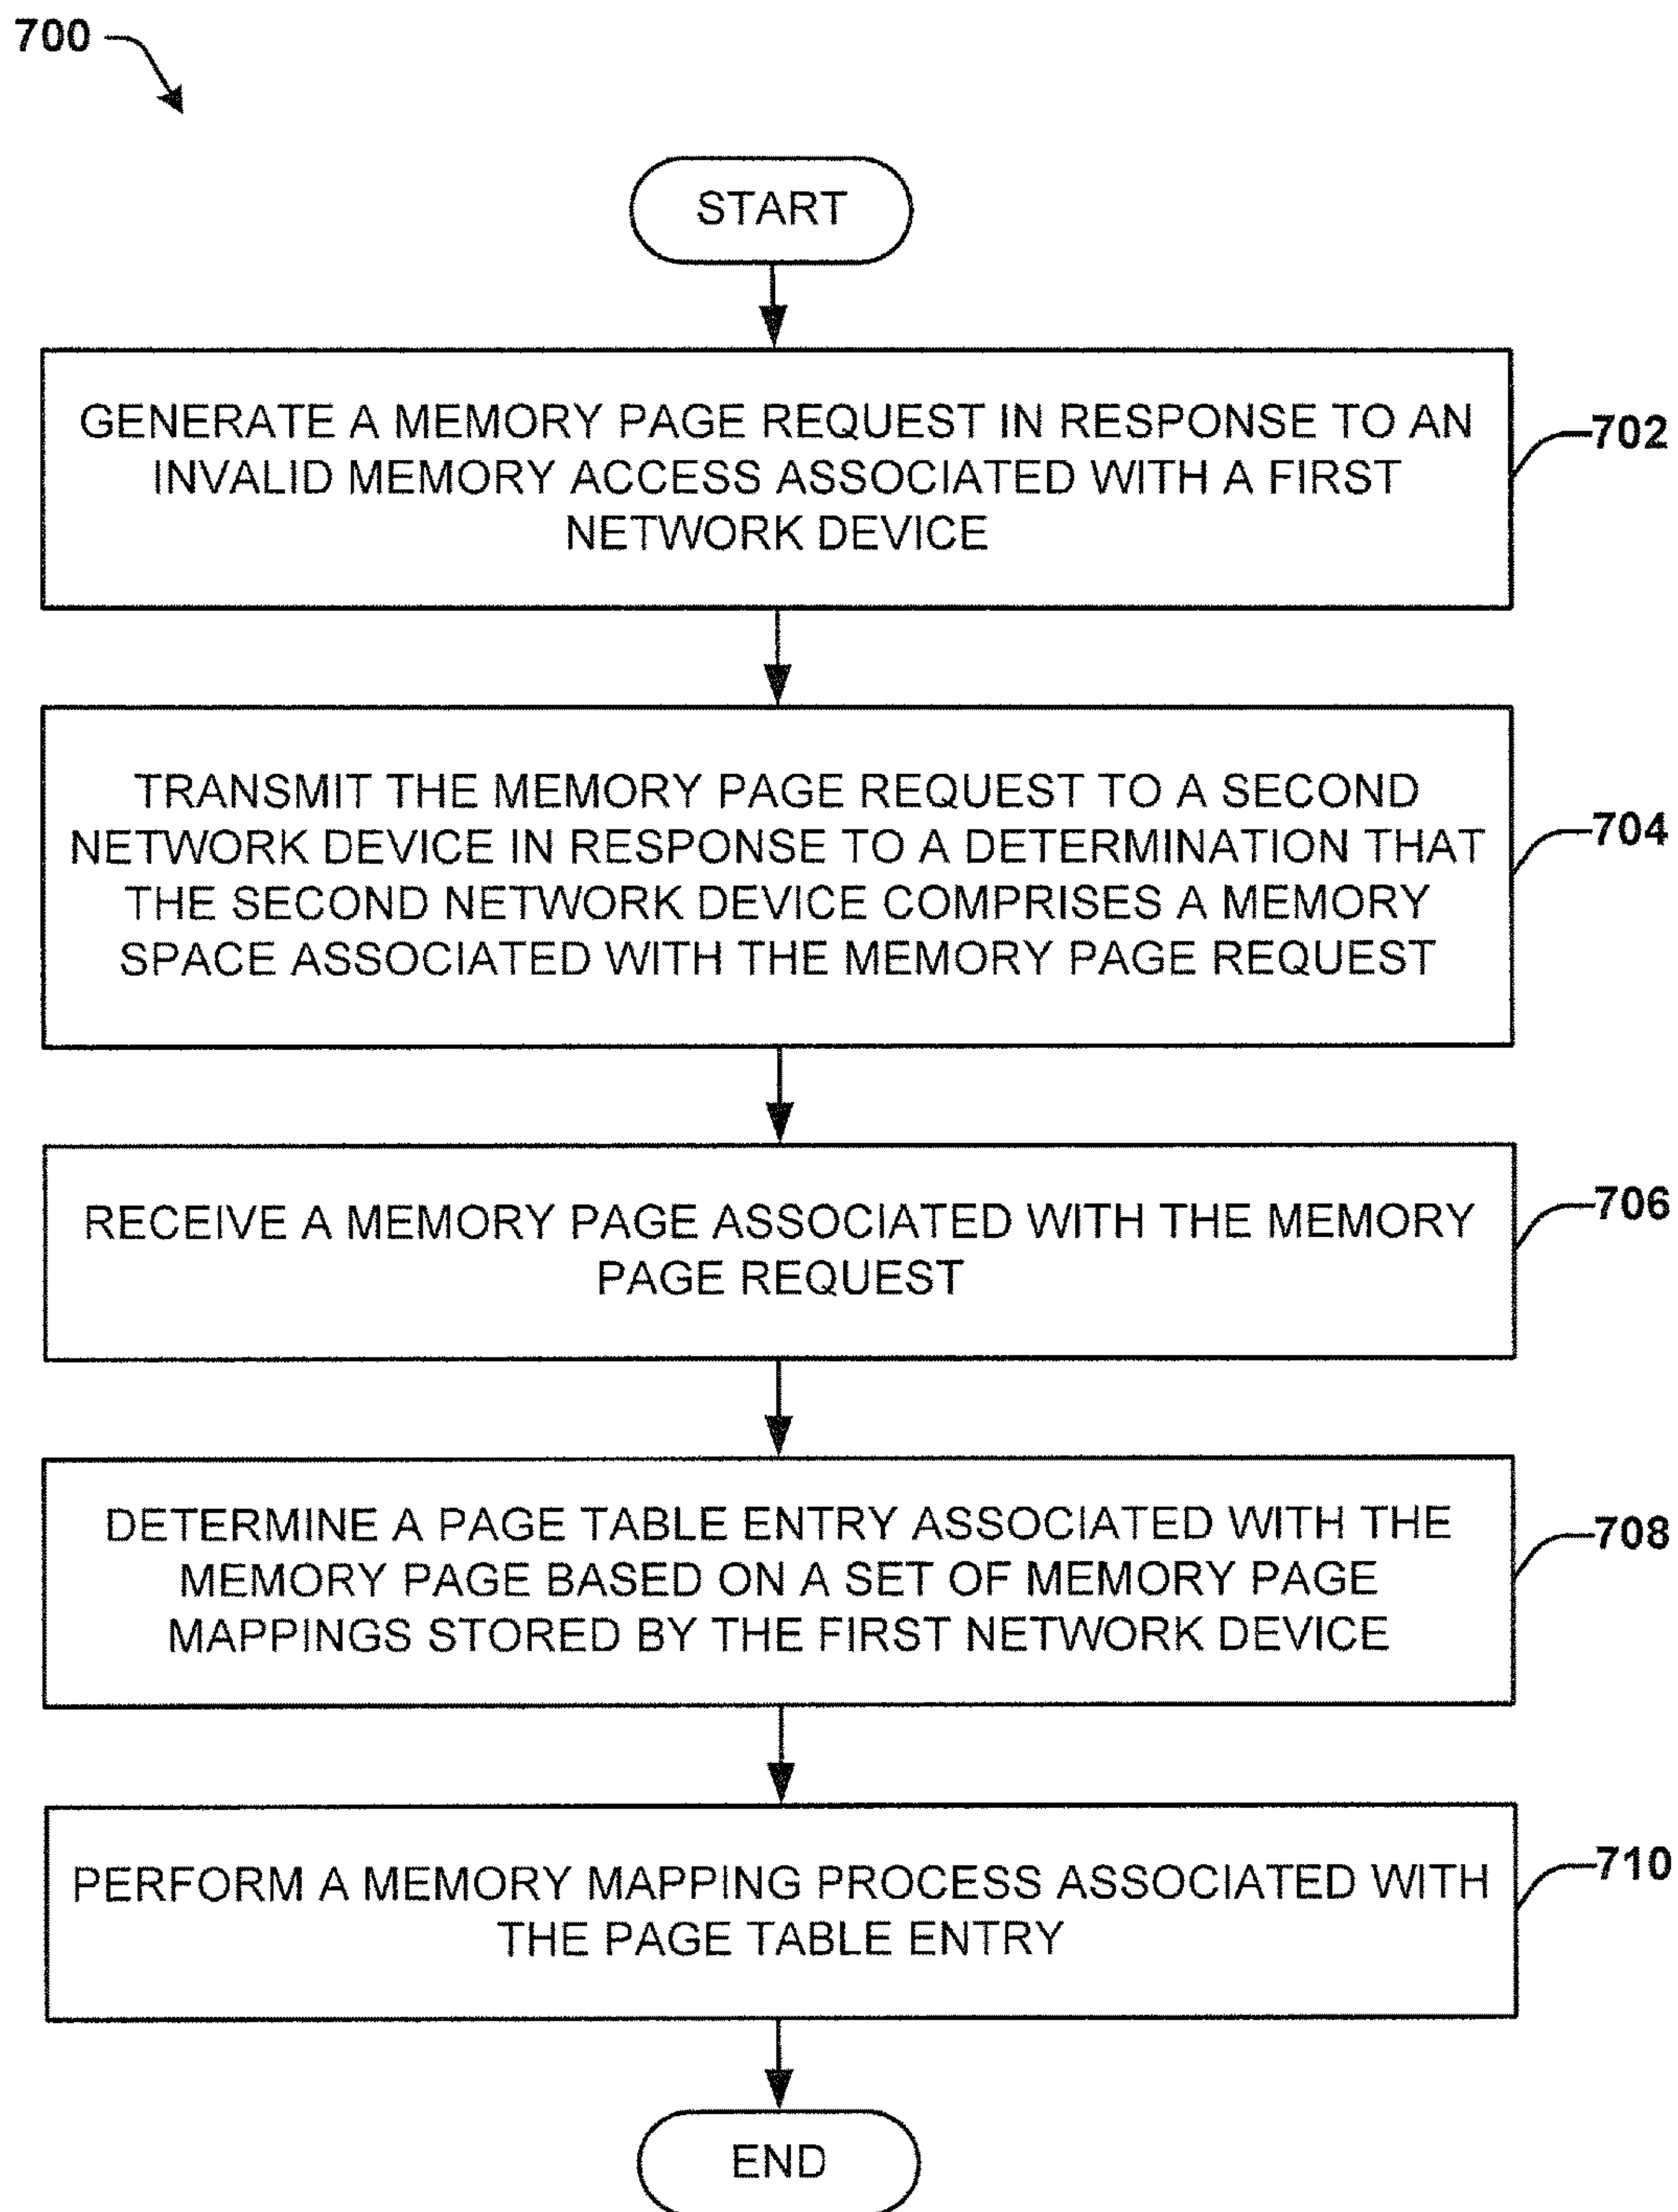 700
START
GENERATE A MEMORY PAGE REQUEST IN RESPONSE TO AN
INVALID MEMORY ACCESS ASSOCIATED WITH A FIRST
NETWORK DEVICE
702
TRANSMIT THE MEMORY PAGE REQUEST TO A SECOND
NETWORK DEVICE IN RESPONSE TO A DETERMINATION THAT
THE SECOND NETWORK DEVICE COMPRISES A MEMORY
SPACE ASSOCIATED WITH THE MEMORY PAGE REQUEST
704
RECEIVE A MEMORY PAGE ASSOCIATED WITH THE MEMORY
PAGE REQUEST
706
DETERMINE A PAGE TABLE ENTRY ASSOCIATED WITH THE
MEMORY PAGE BASED ON A SET OF MEMORY PAGE
MAPPINGS STORED BY THE FIRST NETWORK DEVICE
708
PERFORM A MEMORY MAPPING PROCESS ASSOCIATED WITH
THE PAGE TABLE ENTRY
710
END